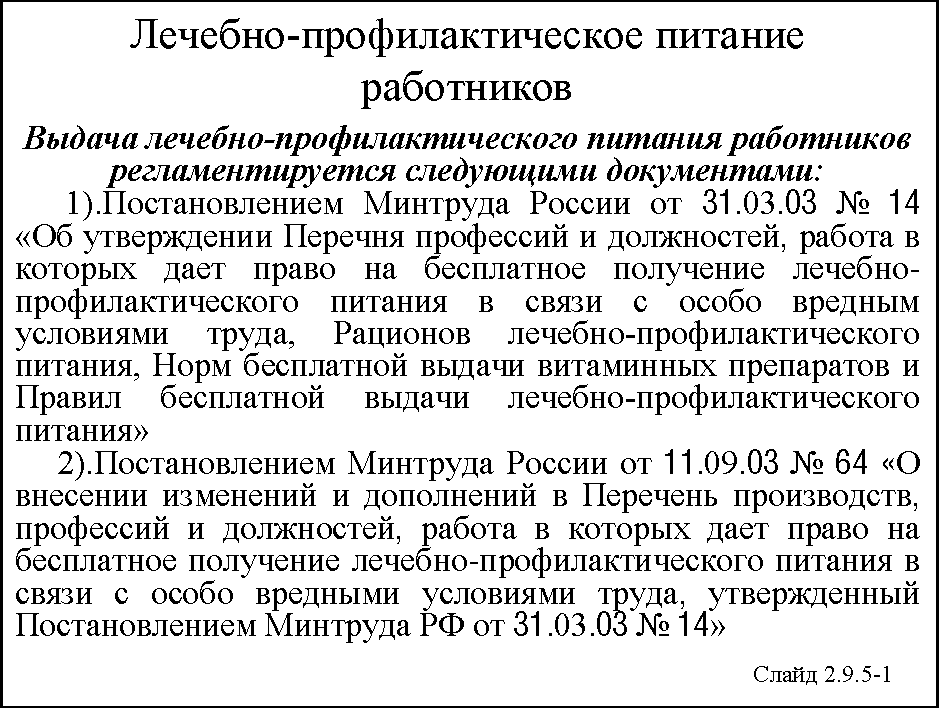 Лечебно-профилактическое питание
работников
Выдача лечебно-профилактического питания работников
регламентируется следующими документами:
1).Постановлением Минтруда России от 31.03.03 № 14
«Об утверждении Перечня профессий и должностей, работа в
которых дает право на бесплатное получение лечебно-
профилактического питания в связи с особо вредным
условиями труда, Рационов лечебно-профилактического
питания, Норм бесплатной выдачи витаминных препаратов и
Правил бесплатной выдачи лечебно-профилактического
питания»
2).Постановлением Минтруда России от 11.09.03 № 64 «О
внесении изменений и дополнений в Перечень производств,
профессий и должностей, работа в которых дает право на
бесплатное получение лечебно-профилактического питания в
связи с особо вредными условиями труда, утвержденный
Постановлением Минтруда РФ от 31.03.03 № 14»
Слайд 2.9.5-1